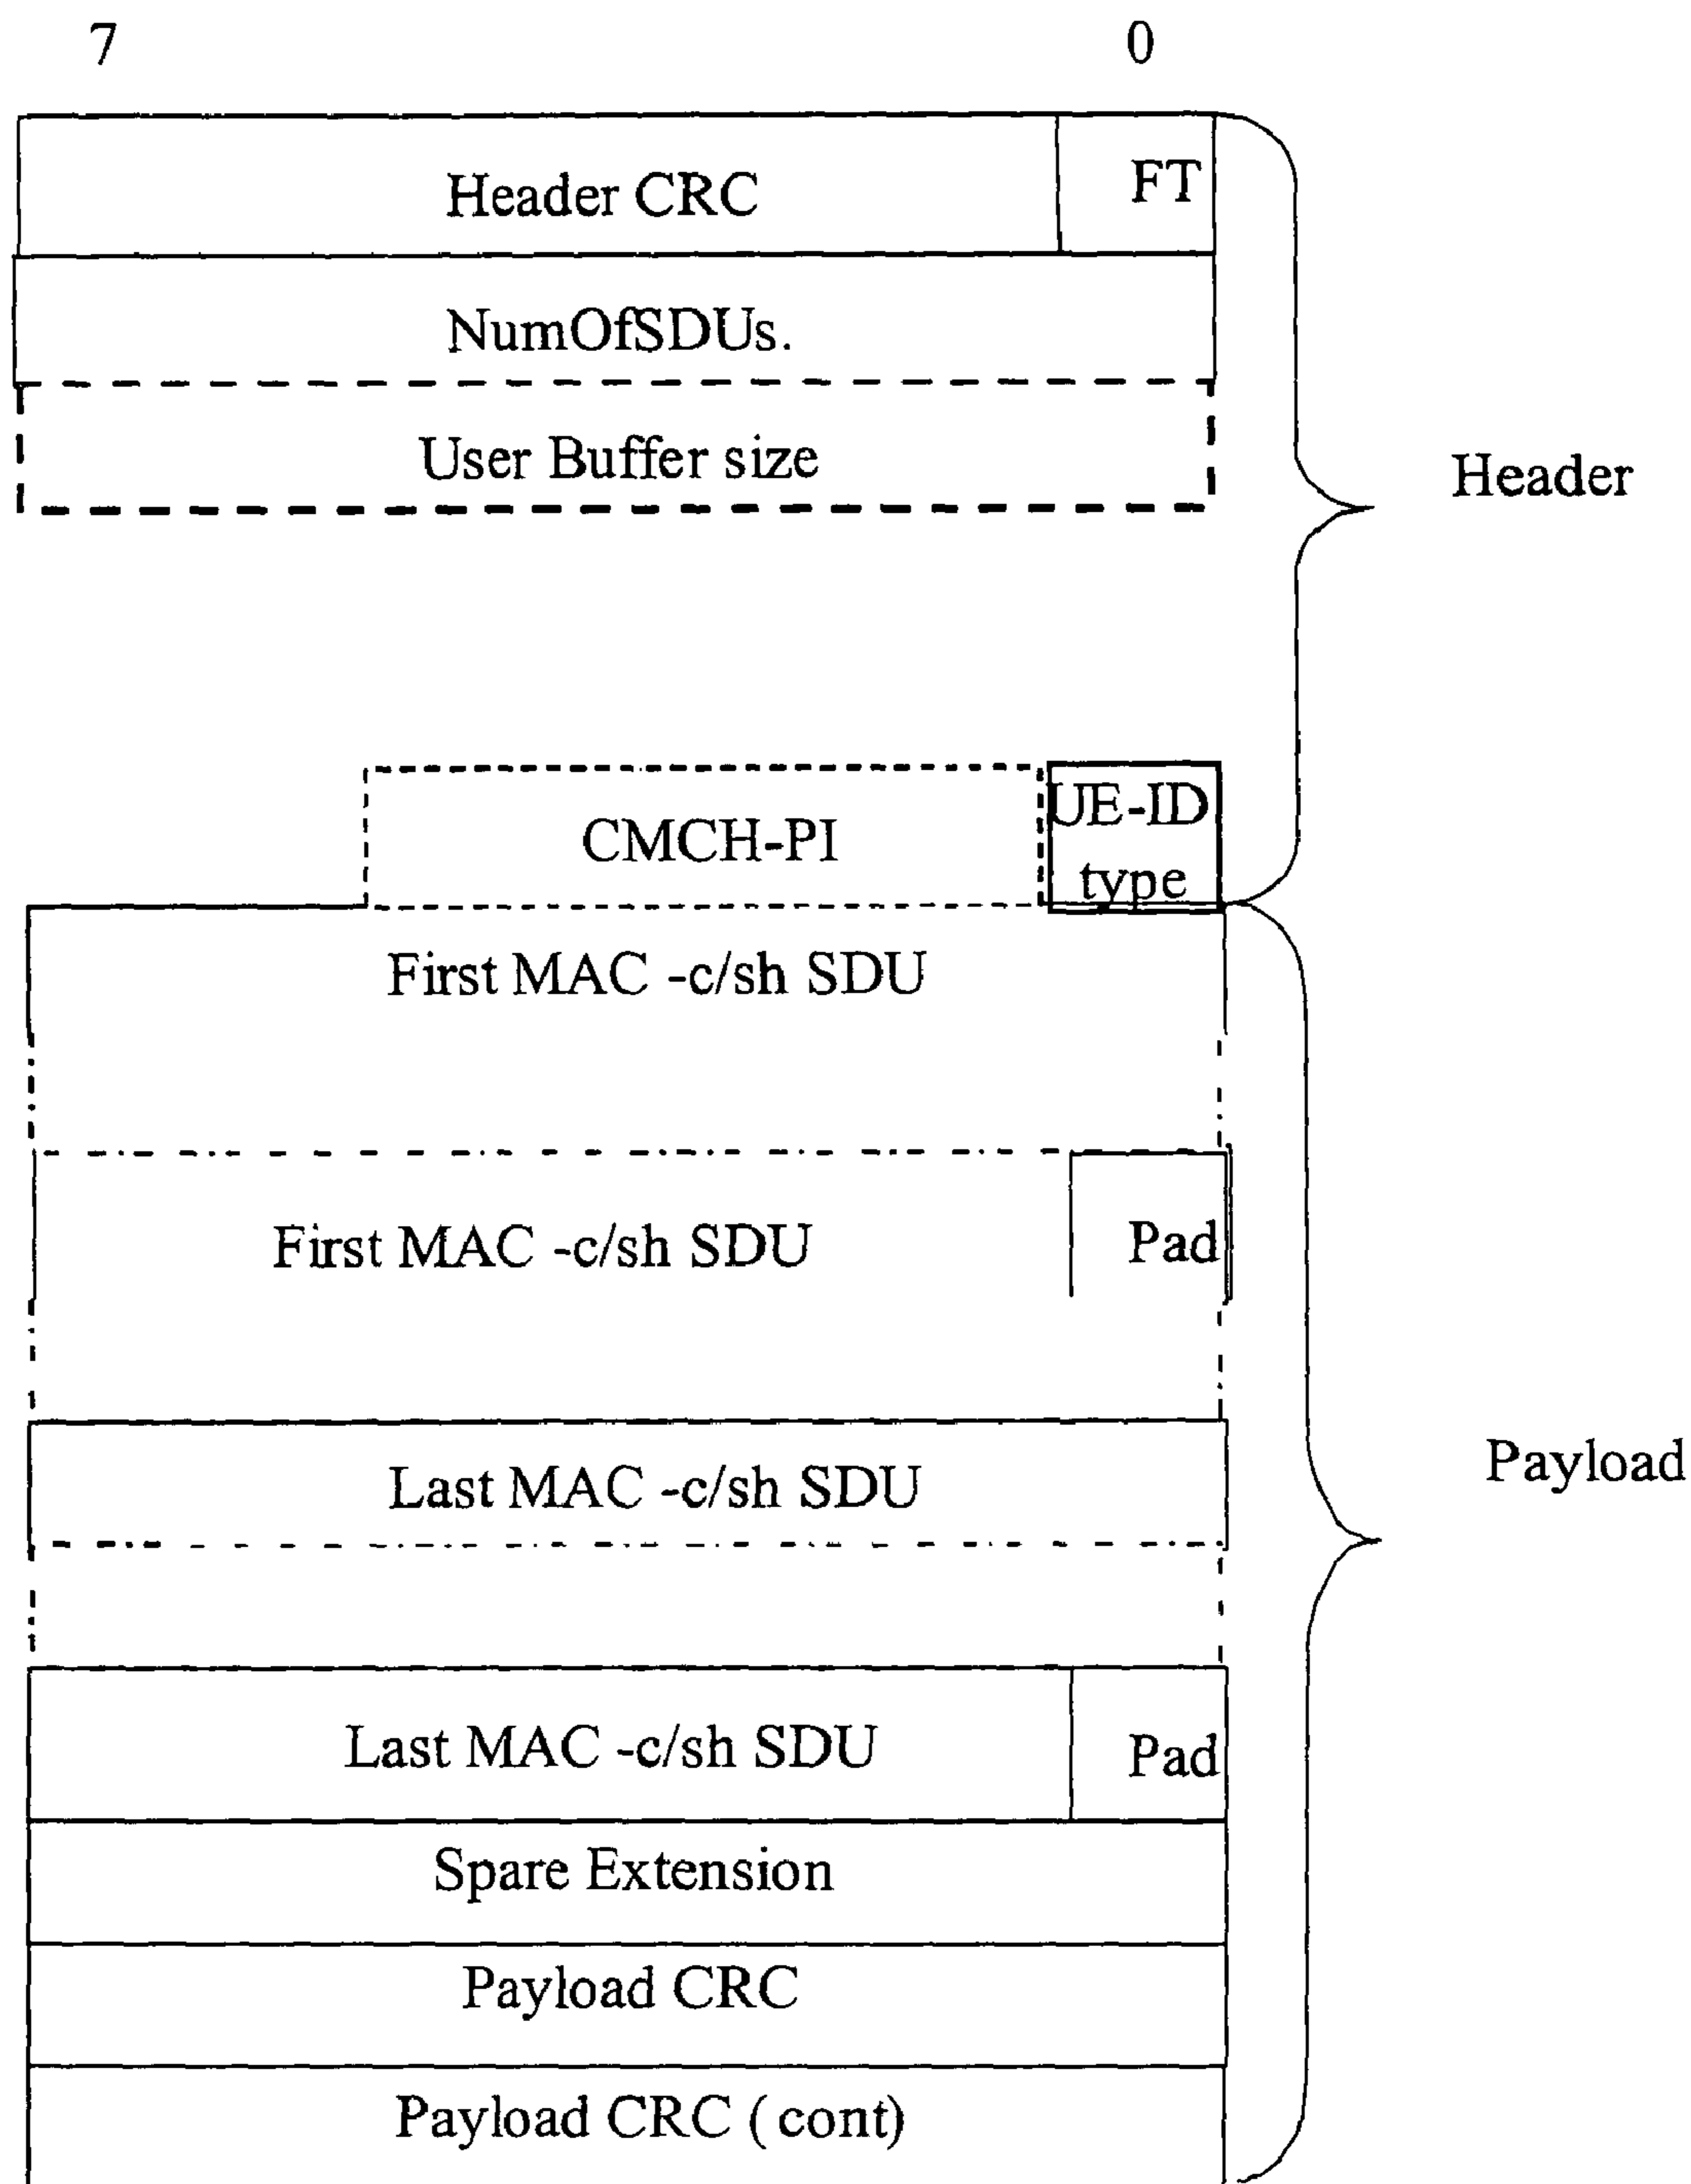 7 0
Header CRC FT
NumOfSDUs.
User Buffer size
Header
CMCH-PI UE-ID
type
First MAC -c/sh SDU
First MAC -c/sh SDU Pad
Payload
Last MAC -c/sh SDU
Last MAC -c/sh SDU Pad
Spare Extension
Payload CRC
Payload CRC ( cont)